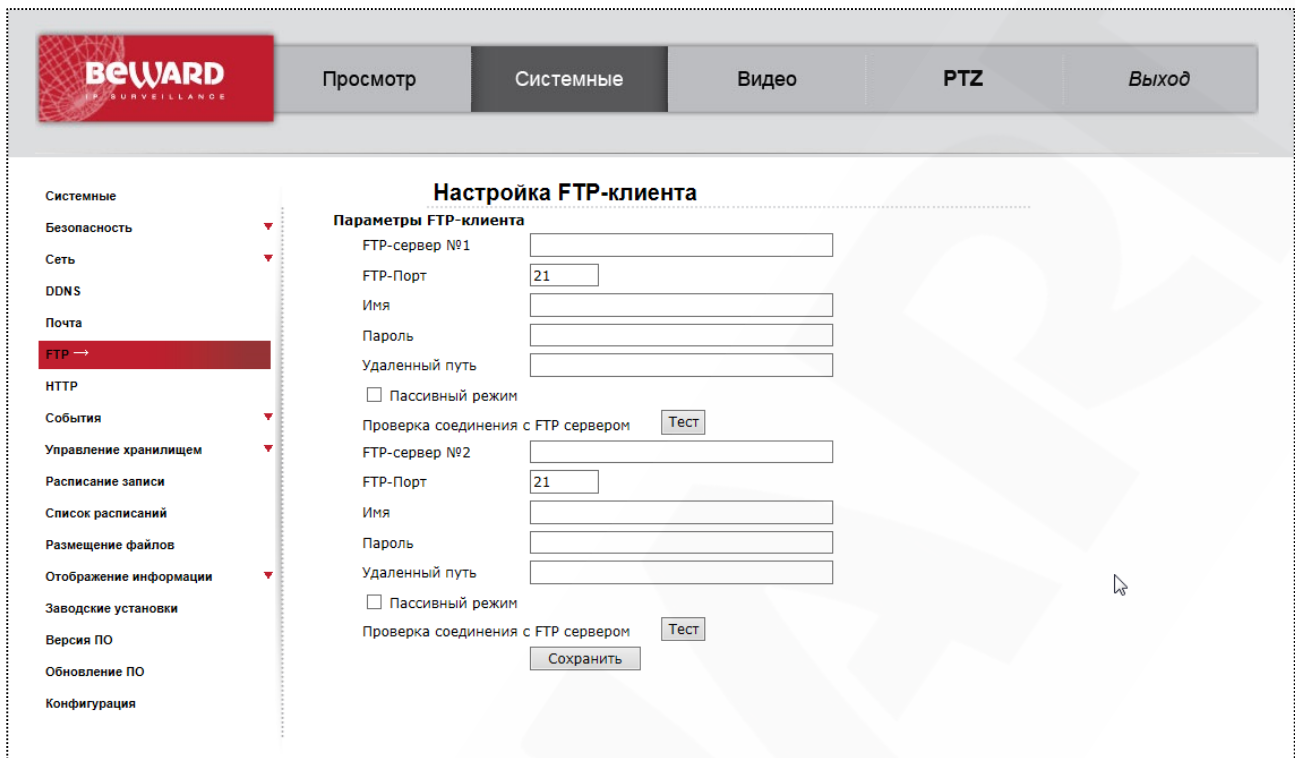 BEWARD
IP SURVEILLANCE
Просмотр
Системные
Видео
PTZ
Выход
Системные
Безопасность
Сеть
DDNS
Почта
FTP →
HTTP
События
Управление хранилищем
Расписание записи
Список расписаний
Размещение файлов
Отображение информации
Заводские установки
Версия ПО
Обновление ПО
Конфигурация
Настройка FTP-клиента
Параметры FTP-клиента
FTP-сервер №1
FTP-Порт 21
Имя
Пароль
Удаленный путь
Пассивный режим
Проверка соединения с FTP сервером Тест
FTP-сервер №2
FTP-Порт 21
Имя
Пароль
Удаленный путь
Пассивный режим
Проверка соединения с FTP сервером Тест
Сохранить